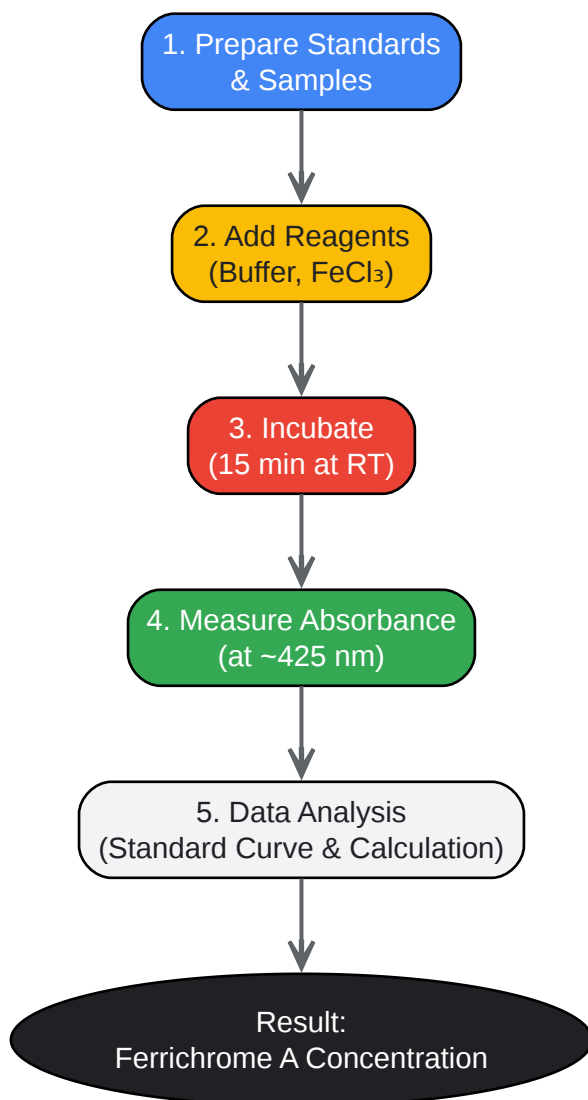 1. Prepare Standards
& Samples
2. Add Reagents
(Buffer, FeCl₃)
3. Incubate
(15 min at RT)
4. Measure Absorbance
(at ~425 nm)
5. Data Analysis
(Standard Curve & Calculation)
Result:
Ferrichrome A Concentration